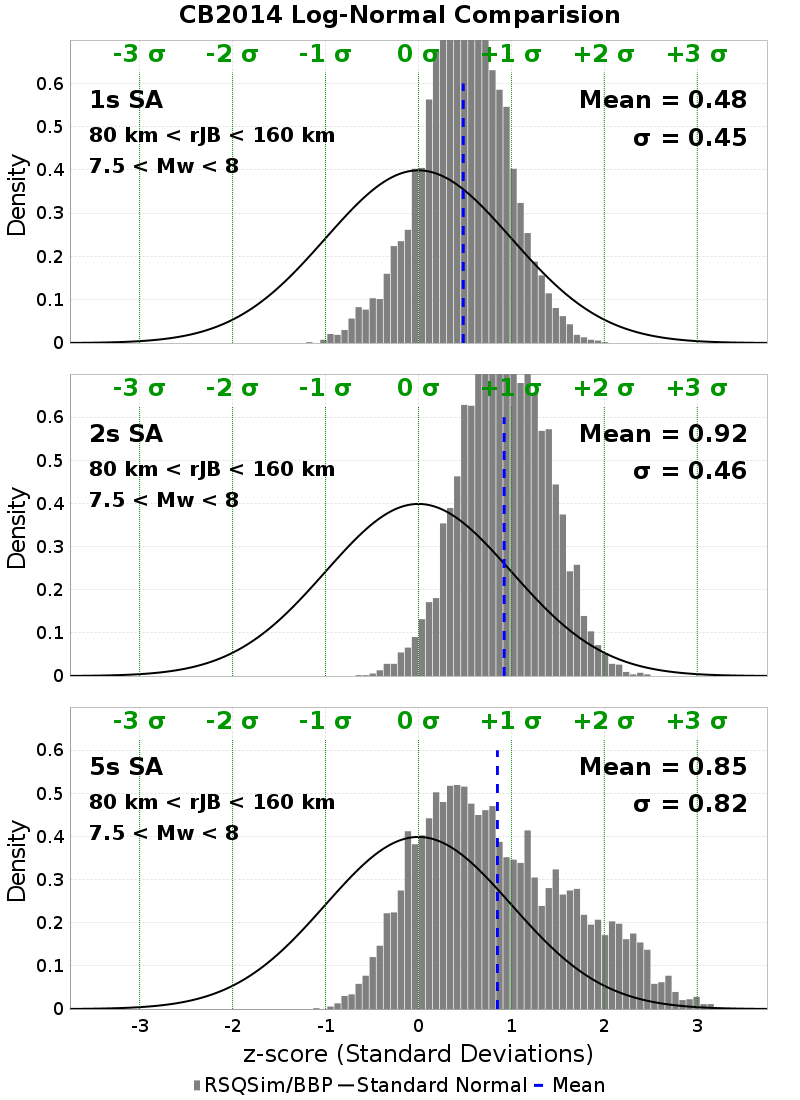 CB2014 Log-Normal Comparision
-3 σ -2 σ -1 σ 0 σ +1 σ +2 σ +3 σ
0.6
1s SA
Mean = 0.48
0.5
80 km < rJB < 160 km
σ = 0.45
7.5 < Mw < 8
0.4
Density
0.3
0.2
0.1
0
-3 σ -2 σ -1 σ 0 σ +1 σ +2 σ +3 σ
0.6
2s SA
Mean = 0.92
0.5
80 km < rJB < 160 km
σ = 0.46
7.5 < Mw < 8
0.4
Density
0.3
0.2
0.1
0
-3 σ -2 σ -1 σ 0 σ +1 σ +2 σ +3 σ
0.6
5s SA
Mean = 0.85
0.5
80 km < rJB < 160 km
σ = 0.82
7.5 < Mw < 8
0.4
Density
0.3
0.2
0.1
0
-3 -2 -1 0 1 2 3
z-score (Standard Deviations)
RSQSim/BBP Standard Normal Mean